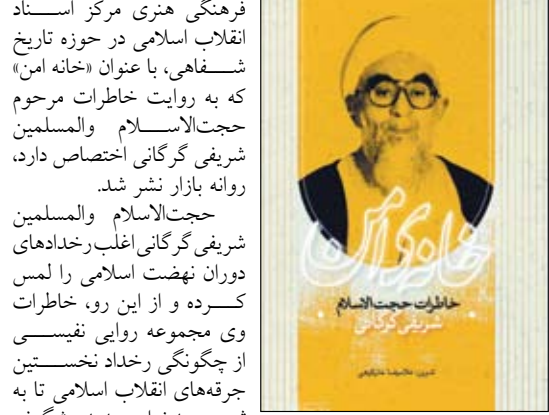 فرهنگی هنری مرکز اسناد
انقلاب اسلامی در حوزه تاریخ
شفاهی، با عنوان «خانه امن»
که به روایت خاطرات مرحوم
حجت‌الاسلام والمسلمین
شریفی گرگانی اختصاص دارد،
روانه بازار نشر شد.
حجت‌الاسلام والمسلمین
شریفی گرگانی اغلب رخدادهای
دوران نهضت اسلامی را لمس
کرده و از این رو، خاطرات
وی مجموعه روایی نفیسی
از چگونگی رخداد نخستین
جرقه‌های انقلاب اسلامی تا به
خانه‌ی امن
خاطرات حجت‌الاسلام
شریفی گرگانی
تدوین: غلامرضا